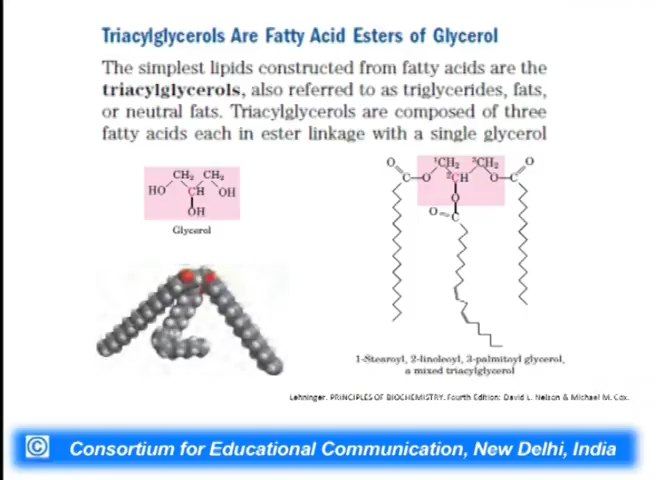 Triacylglycerols Are Fatty Acid Esters of Glycerol
The simplest lipids constructed from fatty acids are the
triacylglycerols, also referred to as triglycerides, fats,
or neutral fats. Triacylglycerols are composed of three
fatty acids each in ester linkage with a single glycerol
CH₂ CH₂
HO CH OH
OH
Glycerol
O ¹CH₂ ³CH₂ O
C—O ²CH O—C
O
O=C
1-Stearoyl, 2-linoleoyl, 3-palmitoyl glycerol,
a mixed triacylglycerol
Lehninger. PRINCIPLES OF BIOCHEMISTRY. Fourth Edition: David L. Nelson & Michael M. Cox.
© Consortium for Educational Communication, New Delhi, India